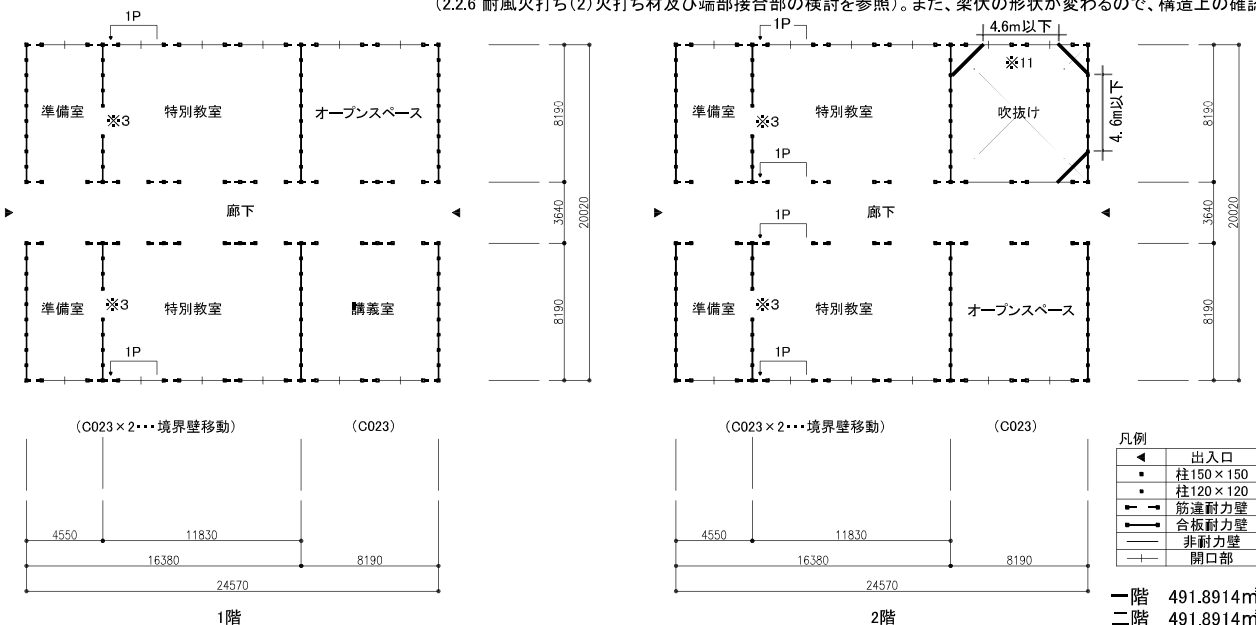 (2.2.6 耐風火打ち(2)火打ち材及び端部接合部の検討を参照)。また、梁伏の形状が変わるので、構造上の確認
1P
準備室
※3
特別教室
オープンスペース
8190
廊下
3640
20020
準備室
※3
特別教室
講義室
8190
1P
(C023×2・・・境界壁移動)
(C023)
4550
11830
16380
8190
24570
1階
1P
4.6m以下
※11
準備室
※3
特別教室
吹抜け
4.6m以下
8190
1P
1P
廊下
3640
20020
準備室
※3
特別教室
オープンスペース
8190
1P
(C023×2・・・境界壁移動)
(C023)
4550
11830
16380
8190
24570
2階
凡例
出入口
柱150×150
柱120×120
筋違耐力壁
合板耐力壁
非耐力壁
開口部
一階 491.8914㎡
二階 491.8914㎡